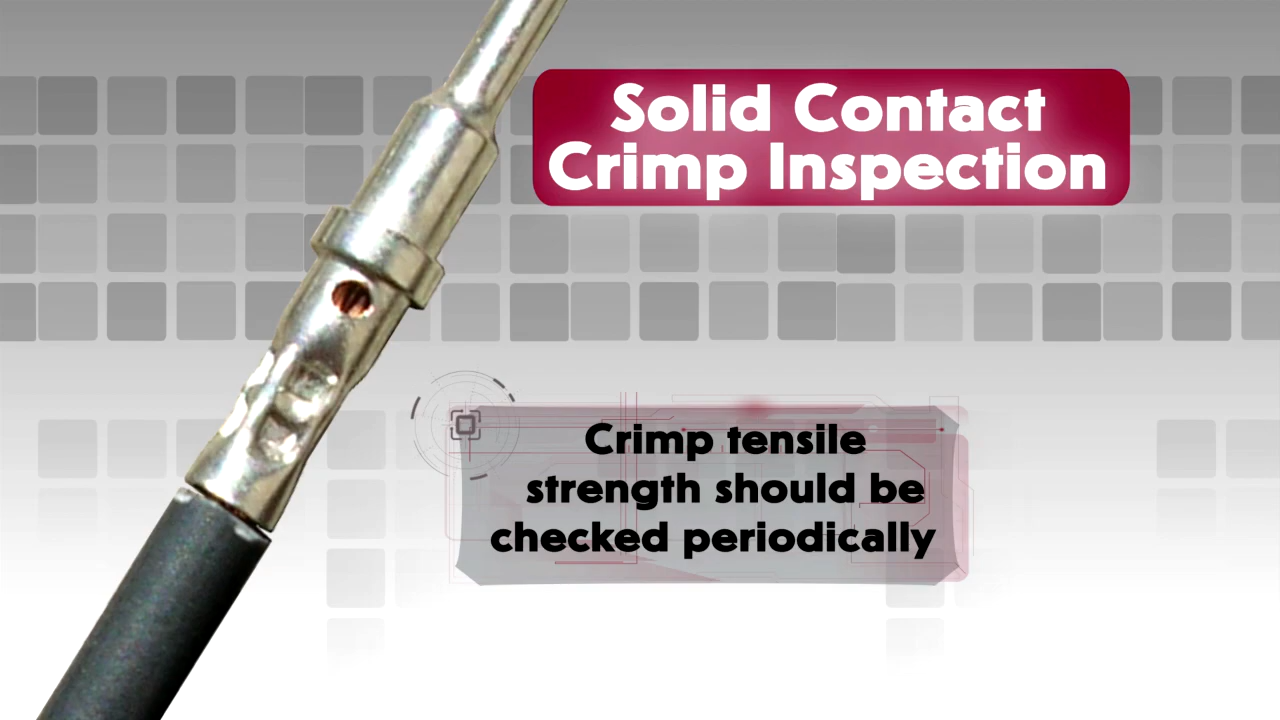 Solid Contact
Crimp Inspection
Crimp tensile
strength should be
checked periodically